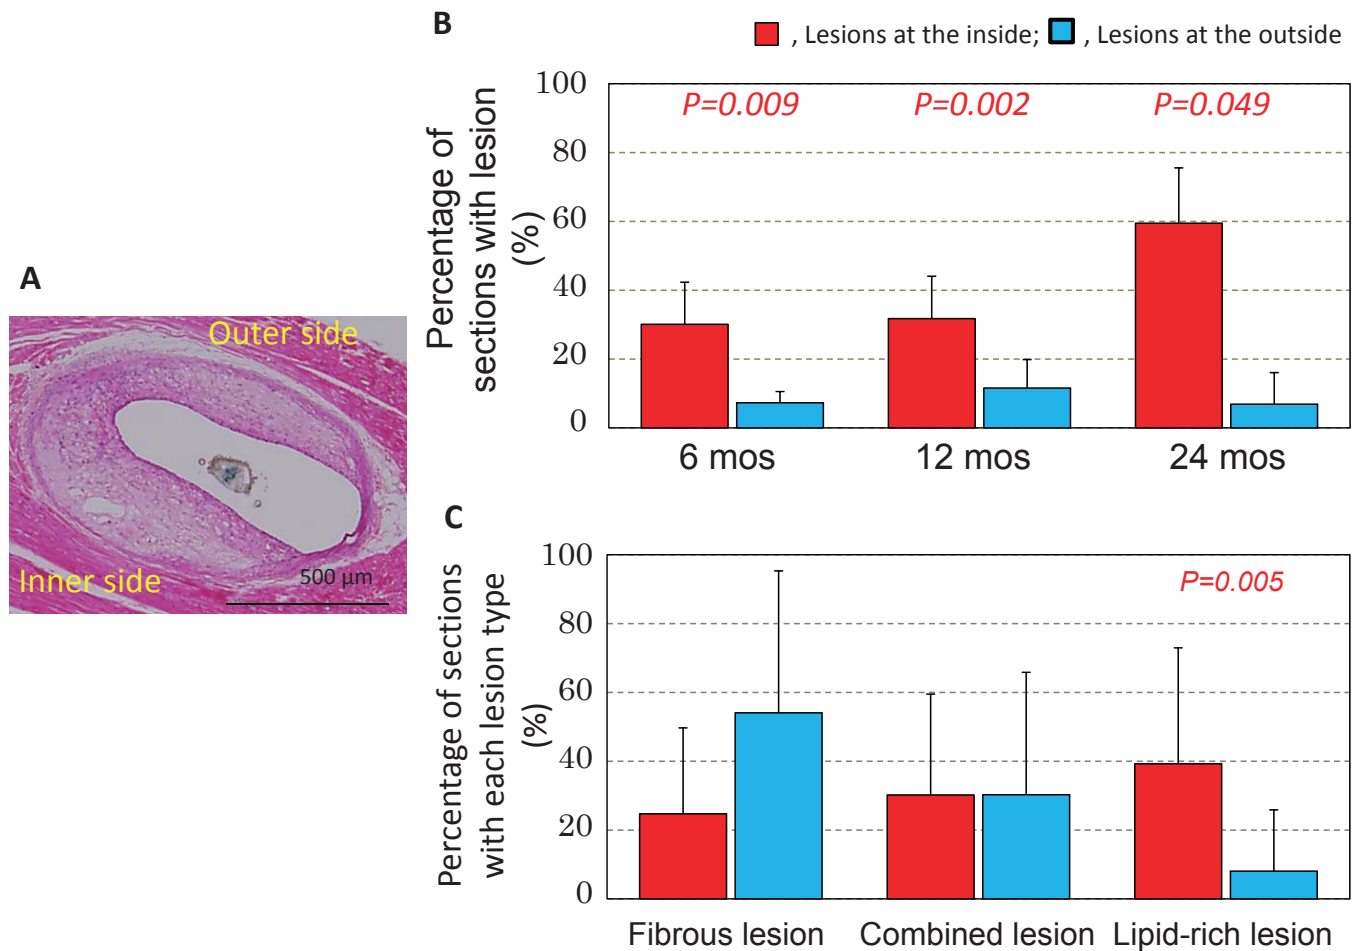 A
Outer side
Inner side
500 μm
B
, Lesions at the inside; , Lesions at the outside
Percentage of
sections with lesion
(%)
100
80
60
40
20
0
P=0.009 P=0.002 P=0.049
6 mos 12 mos 24 mos
C
Percentage of sections
with each lesion type
(%)
100
80
60
40
20
0
P=0.005
Fibrous lesion Combined lesion Lipid-rich lesion